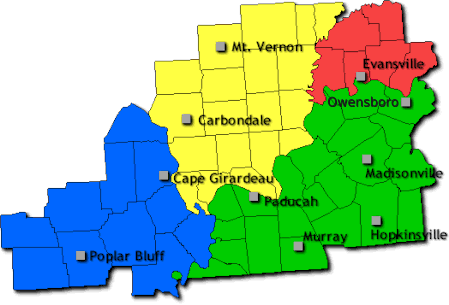 Mt. Vernon
Evansville
Owensboro
Carbondale
Madisonville
Cape Girardeau
Paducah
Hopkinsville
Murray
Poplar Bluff